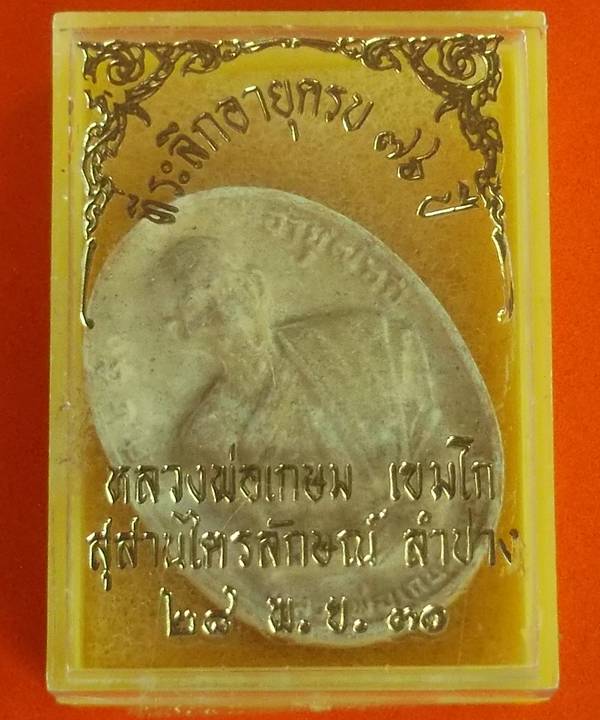 ที่ระลึกอายุครบ ๗๖ ปี
หลวงพ่อเกษม เขมโก
สุสานไตรลักษณ์ ลำปาง
๒๘ พ.ย. ๓๐